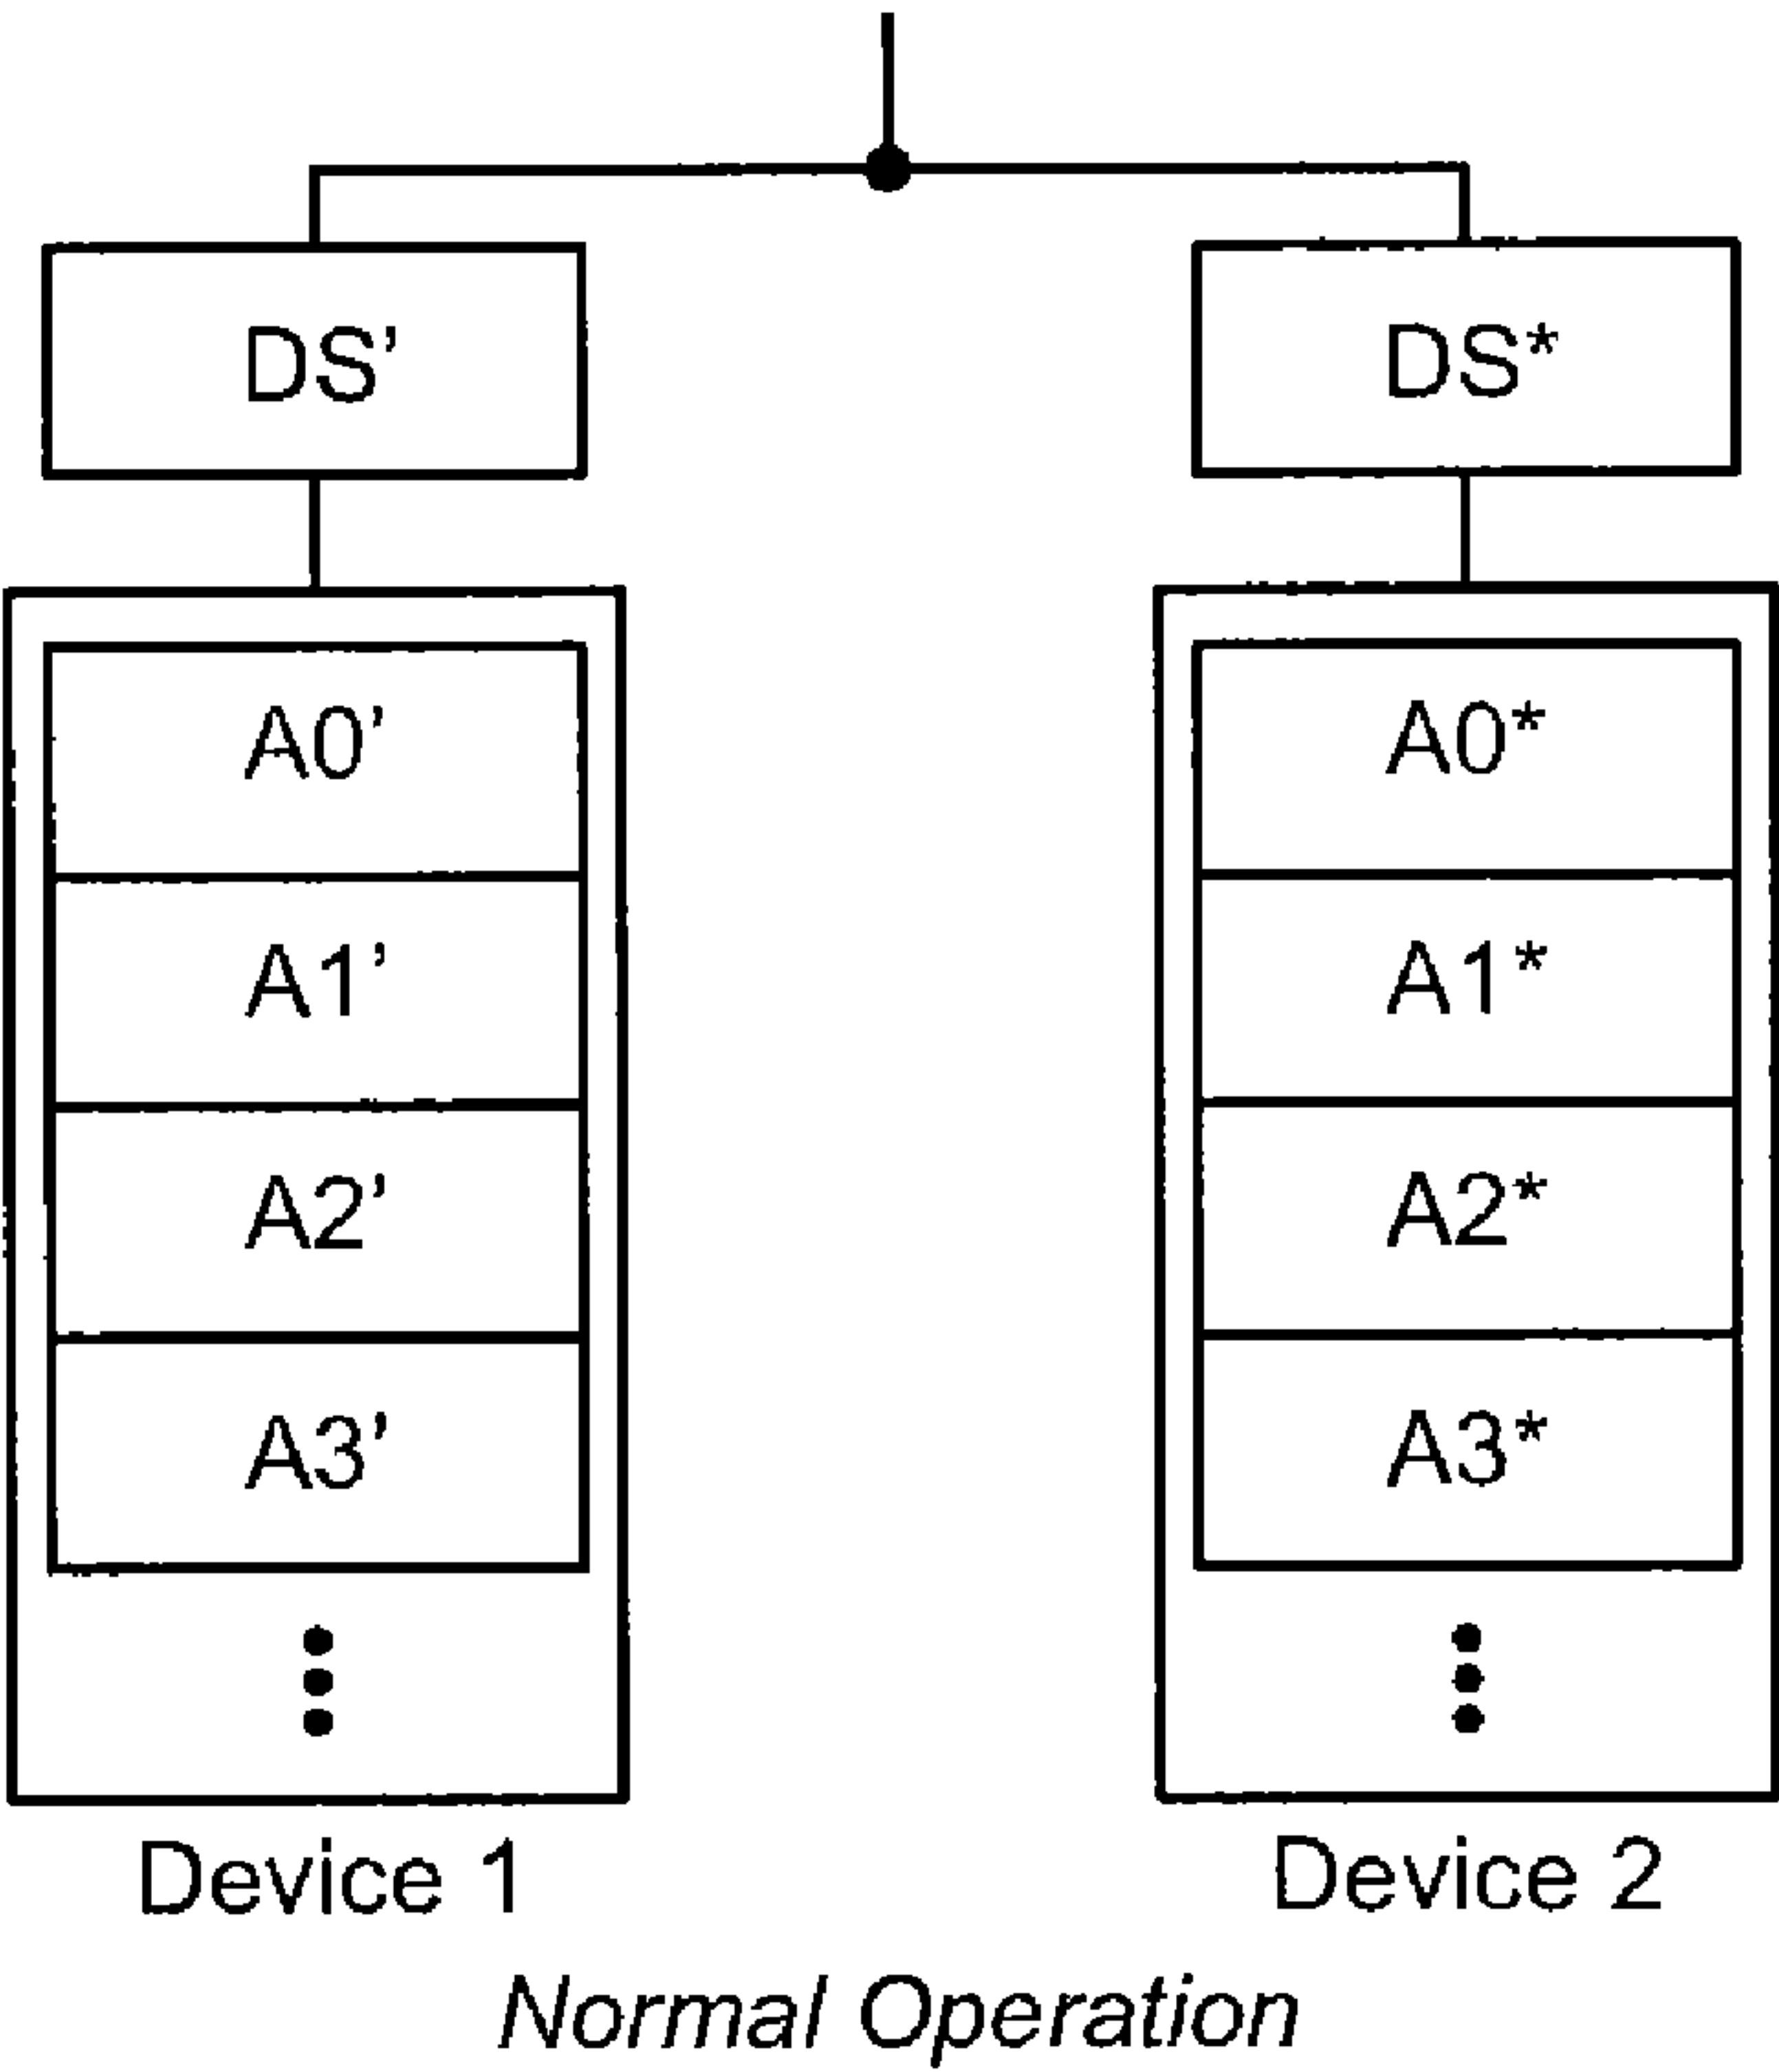 DS' DS*
A0' A0*
A1' A1*
A2' A2*
A3' A3*
Device 1 Device 2
Normal Operation